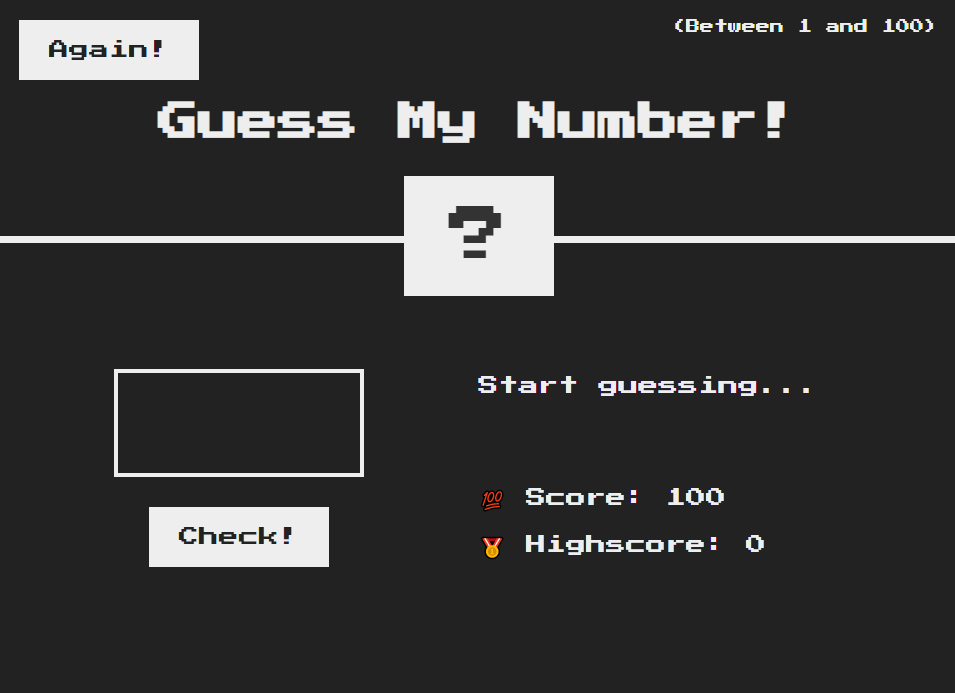 Again!
(Between 1 and 100)
Guess My Number!
?
Start guessing...
💯 Score: 100
Check!
🥇 Highscore: 0